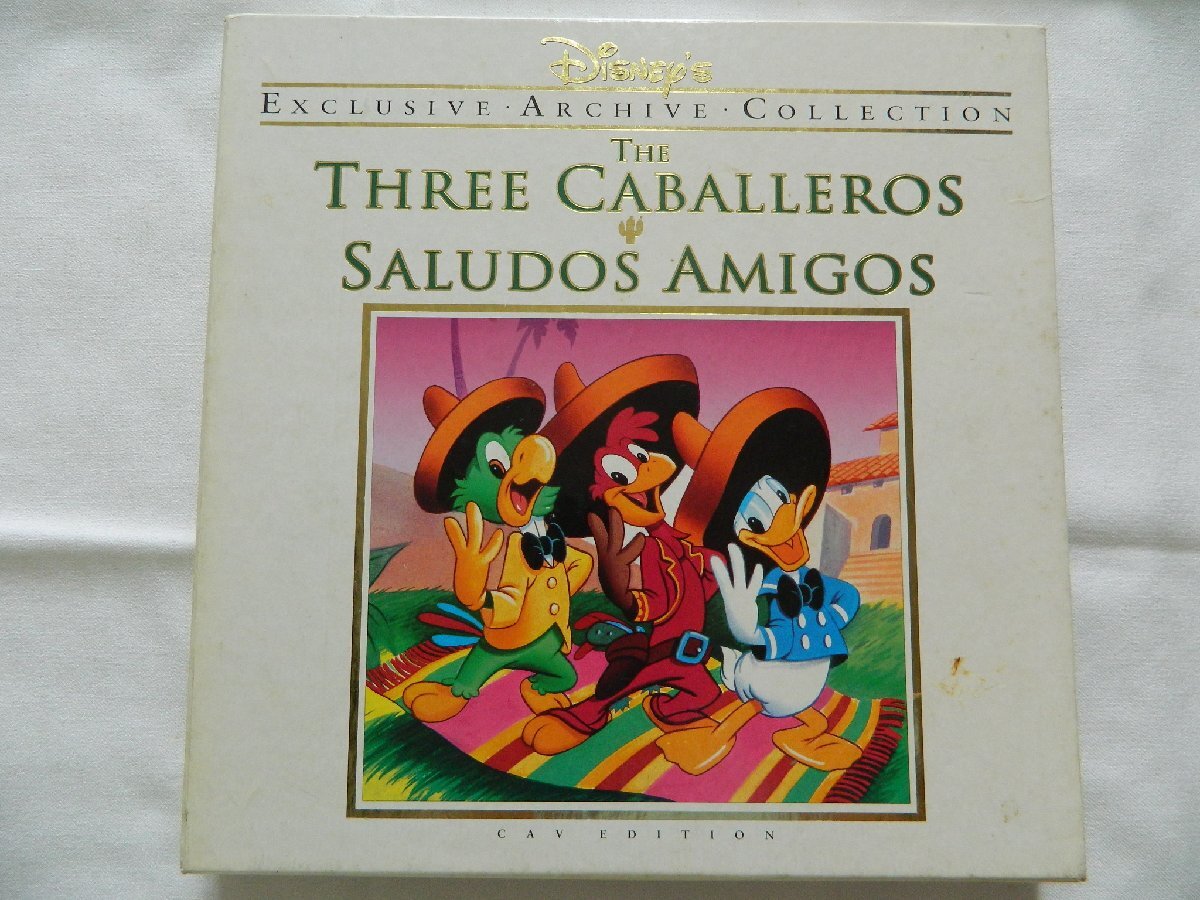 Disney's
EXCLUSIVE · ARCHIVE · COLLECTION
THE
THREE CABALLEROS
SALUDOS AMIGOS
CAV EDITION